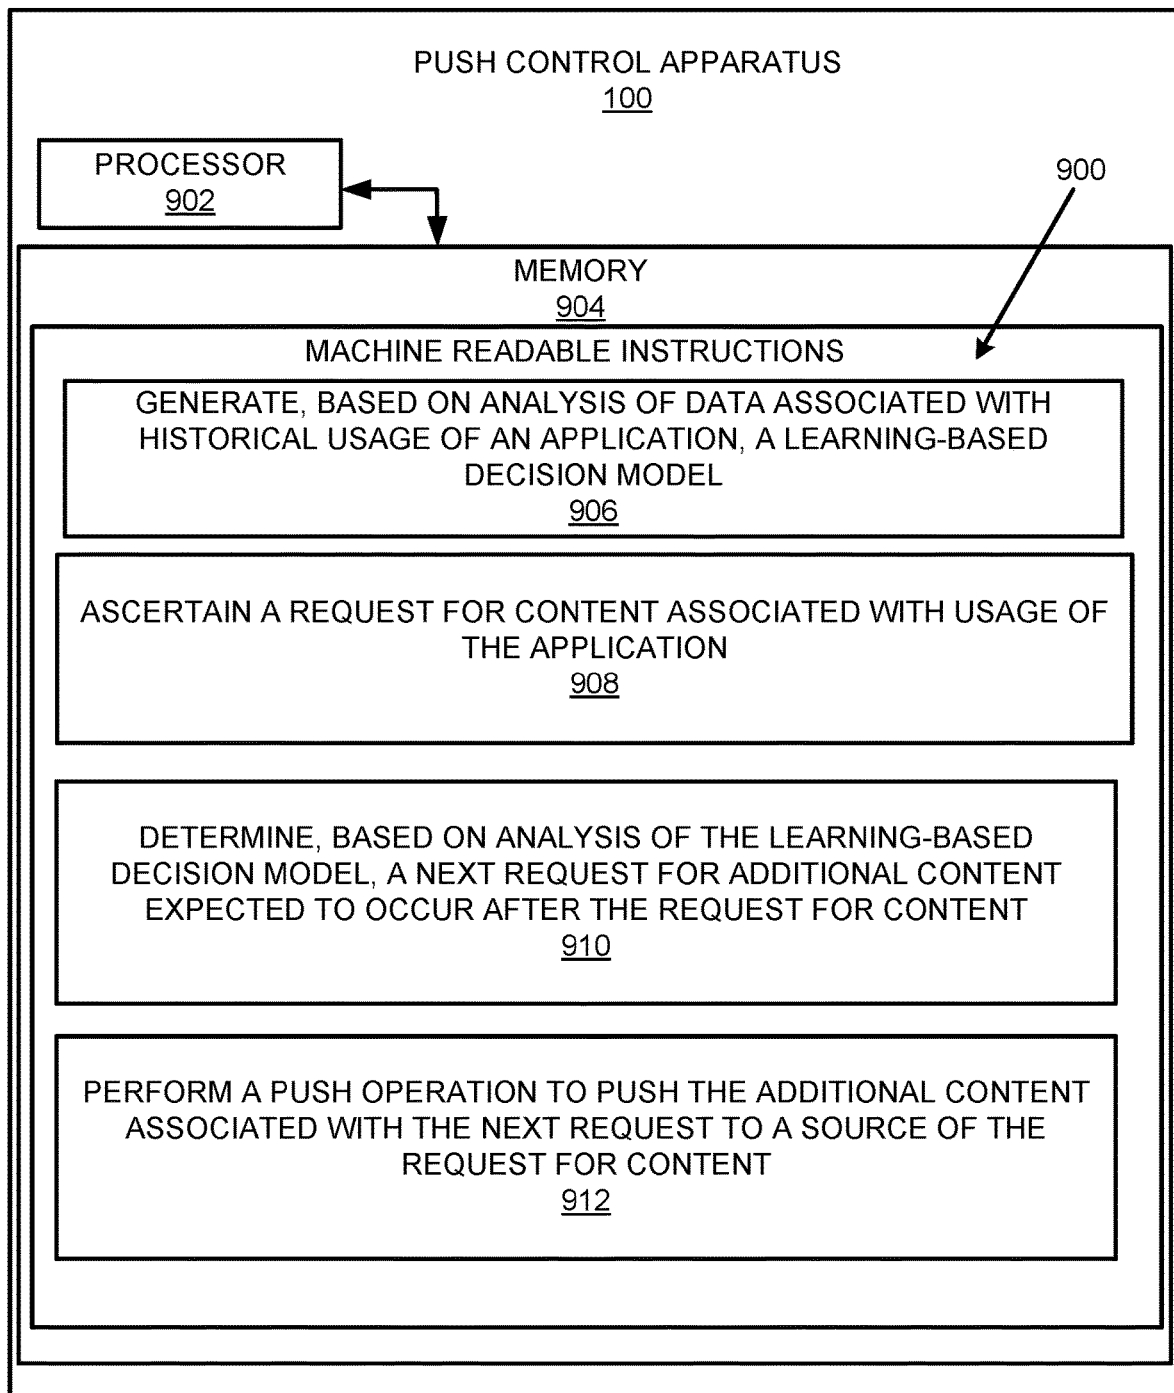 PUSH CONTROL APPARATUS
100
PROCESSOR
902
900
MEMORY
904
MACHINE READABLE INSTRUCTIONS
GENERATE, BASED ON ANALYSIS OF DATA ASSOCIATED WITH
HISTORICAL USAGE OF AN APPLICATION, A LEARNING-BASED
DECISION MODEL
906
ASCERTAIN A REQUEST FOR CONTENT ASSOCIATED WITH USAGE OF
THE APPLICATION
908
DETERMINE, BASED ON ANALYSIS OF THE LEARNING-BASED
DECISION MODEL, A NEXT REQUEST FOR ADDITIONAL CONTENT
EXPECTED TO OCCUR AFTER THE REQUEST FOR CONTENT
910
PERFORM A PUSH OPERATION TO PUSH THE ADDITIONAL CONTENT
ASSOCIATED WITH THE NEXT REQUEST TO A SOURCE OF THE
REQUEST FOR CONTENT
912